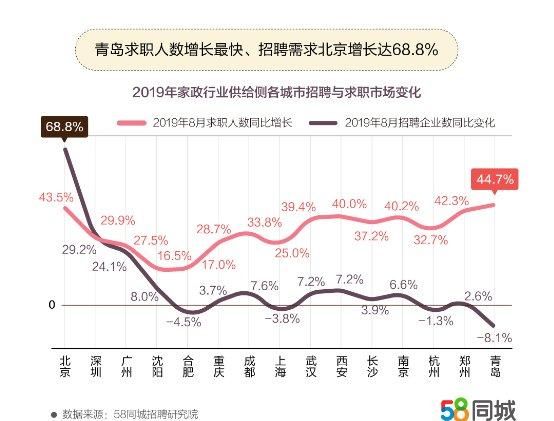 青岛求职人数增长最快、招聘需求北京增长达68.8%
2019年家政行业供给侧各城市招聘与求职市场变化
68.8%
2019年8月求职人数同比增长
2019年8月招聘企业数同比变化
43.5%
29.2%
29.9%
24.1%
27.5%
8.0%
16.5%
-4.5%
28.7%
17.0%
3.7%
33.8%
7.6%
25.0%
-3.8%
39.4%
7.2%
40.0%
7.2%
37.2%
3.9%
40.2%
6.6%
32.7%
-1.3%
42.3%
2.6%
44.7%
-8.1%
0
北京
深圳
广州
沈阳
合肥
重庆
成都
上海
武汉
西安
长沙
南京
杭州
郑州
青岛
● 数据来源：58同城招聘研究院
58同城